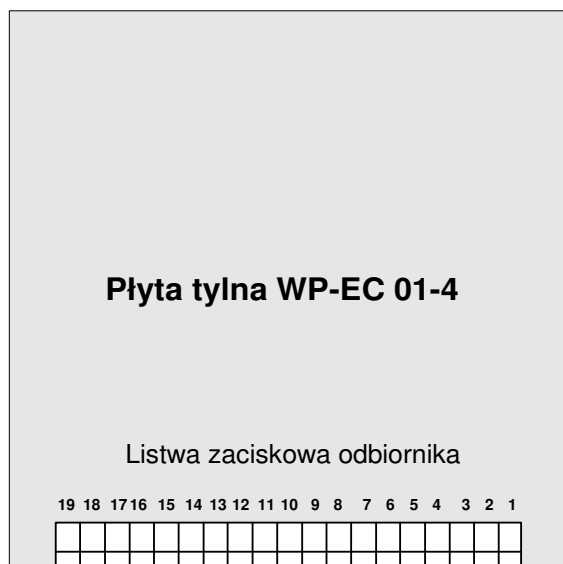 Płyta tylna WP-EC 01-4
Listwa zaciskowa odbiornika
19 18 17 16 15 14 13 12 11 10 9 8 7 6 5 4 3 2 1